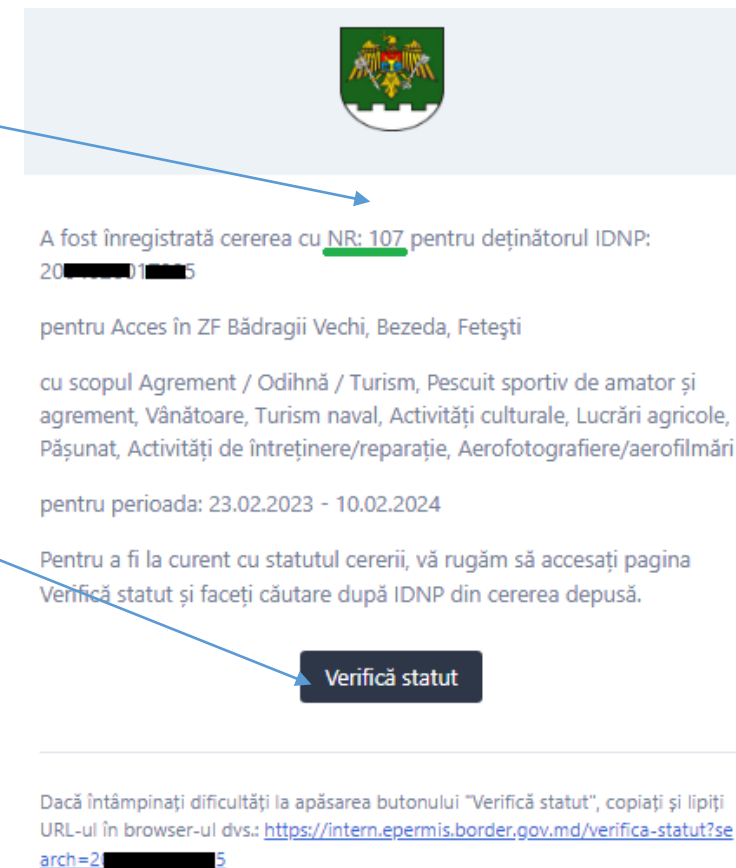 A fost înregistrată cererea cu NR: 107 pentru deținătorul IDNP:
20 01 5
pentru Acces în ZF Bădragii Vechi, Bezeda, Feteşti
cu scopul Agrement / Odihnă / Turism, Pescuit sportiv de amator și
agrement, Vânătoare, Turism naval, Activități culturale, Lucrări agricole,
Pășunat, Activități de întreținere/reparație, Aerofotografiere/aerofilmări
pentru perioada: 23.02.2023 - 10.02.2024
Pentru a fi la curent cu statutul cererii, vă rugăm să accesați pagina
Verifică statut și faceți căutare după IDNP din cererea depusă.
Verifică statut
Dacă întâmpinați dificultăți la apăsarea butonului "Verifică statut", copiați și lipiți
URL-ul în browser-ul dvs.: https://intern.epermis.border.gov.md/verifica-statut?se
arch=2 5